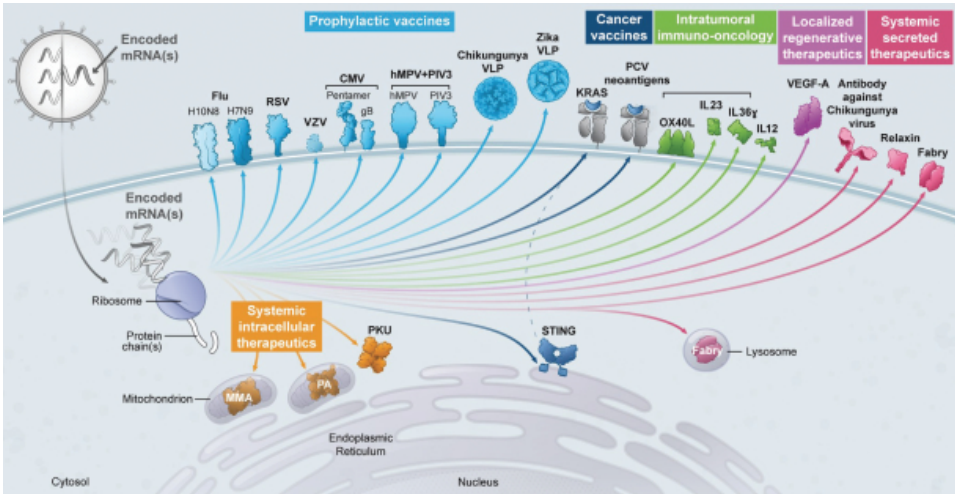 Encoded
mRNA(s)
Prophylactic vaccines
Cancer
vaccines
Intratumoral
immuno-oncology
Localized
regenerative
therapeutics
Systemic
secreted
therapeutics
Flu
H10N8
H7N9
RSV
VZV
CMV
Pentamer
gB
hMPV+PIV3
hMPV
PIV3
Chikungunya
VLP
Zika
VLP
KRAS
PCV
neoantigens
OX40L
IL23
IL36γ
IL12
VEGF-A
Antibody
against
Chikungunya
virus
Relaxin
Fabry
Encoded
mRNA(s)
Ribosome
Protein
chain(s)
Systemic
intracellular
therapeutics
PKU
STING
Fabry
Lysosome
Mitochondrion
MMA
PA
Endoplasmic
Reticulum
Cytosol
Nucleus